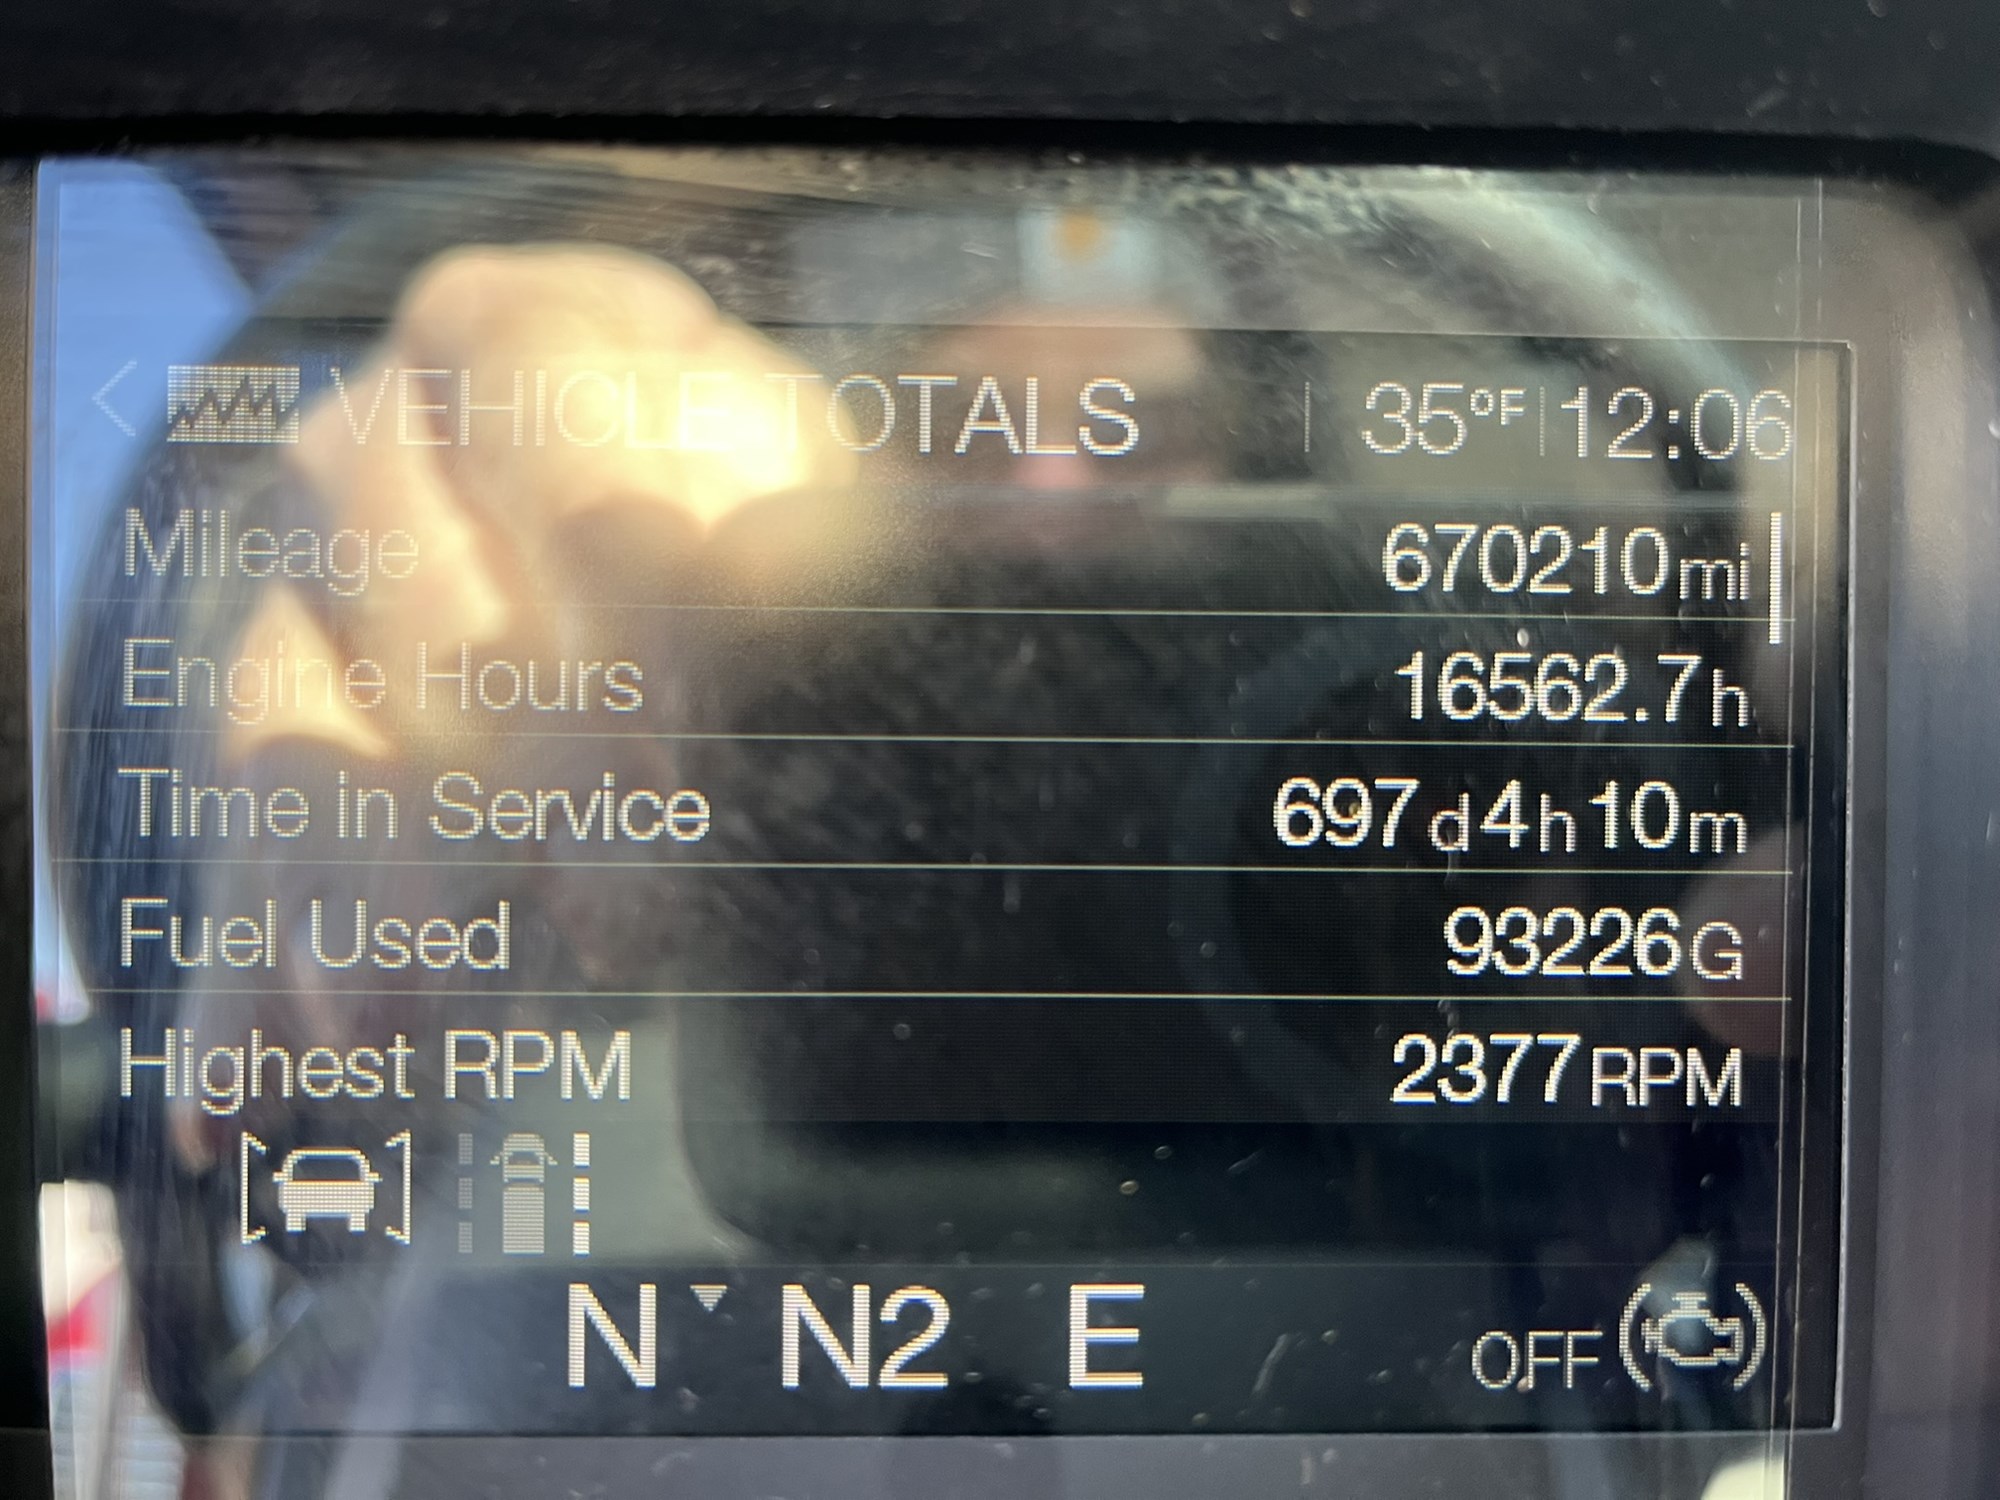 VEHICLE TOTALS 35°F 12:06
Mileage 670210 mi
Engine Hours 16562.7 h
Time in Service 697 d 4 h 10 m
Fuel Used 93226 G
Highest RPM 2377 RPM
N N2 E OFF